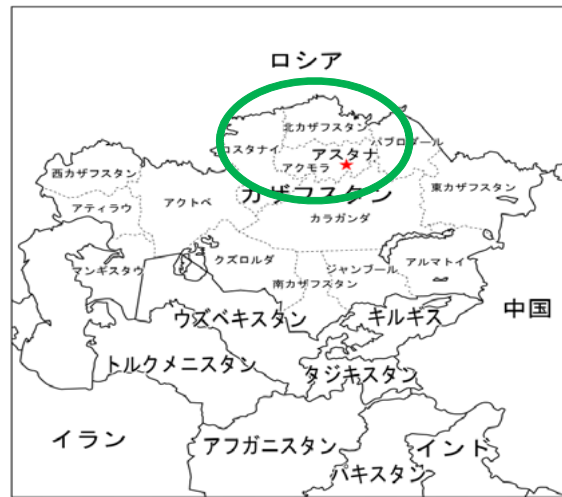 ロシア
北カザフスタン
コスタナイ
パブロダール
アスタナ
アクモラ
西カザフスタン
カザフスタン
東カザフスタン
アティラウ
アクトベ
カラガンダ
クズロルダ
アルマトイ
マンギスタウ
ジャンブール
南カザフスタン
中国
ウズベキスタン
キルギス
トルクメニスタン
タジキスタン
イラン
アフガニスタン
インド
パキスタン